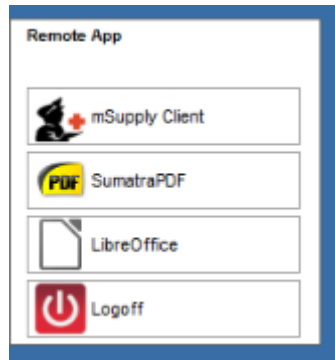 Remote App
mSupply Client
PDF SumatraPDF
LibreOffice
Logoff